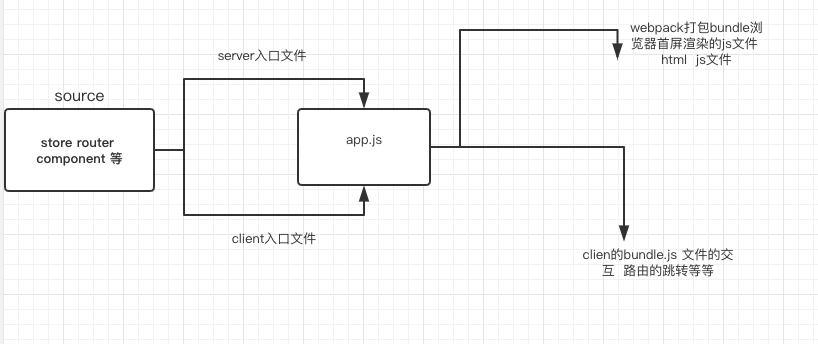 webpack打包bundle浏
览器首屏渲染的js文件
html js文件
server入口文件
source
store router
component 等
app.js
client入口文件
clien的bundle.js 文件的交
互 路由的跳转等等